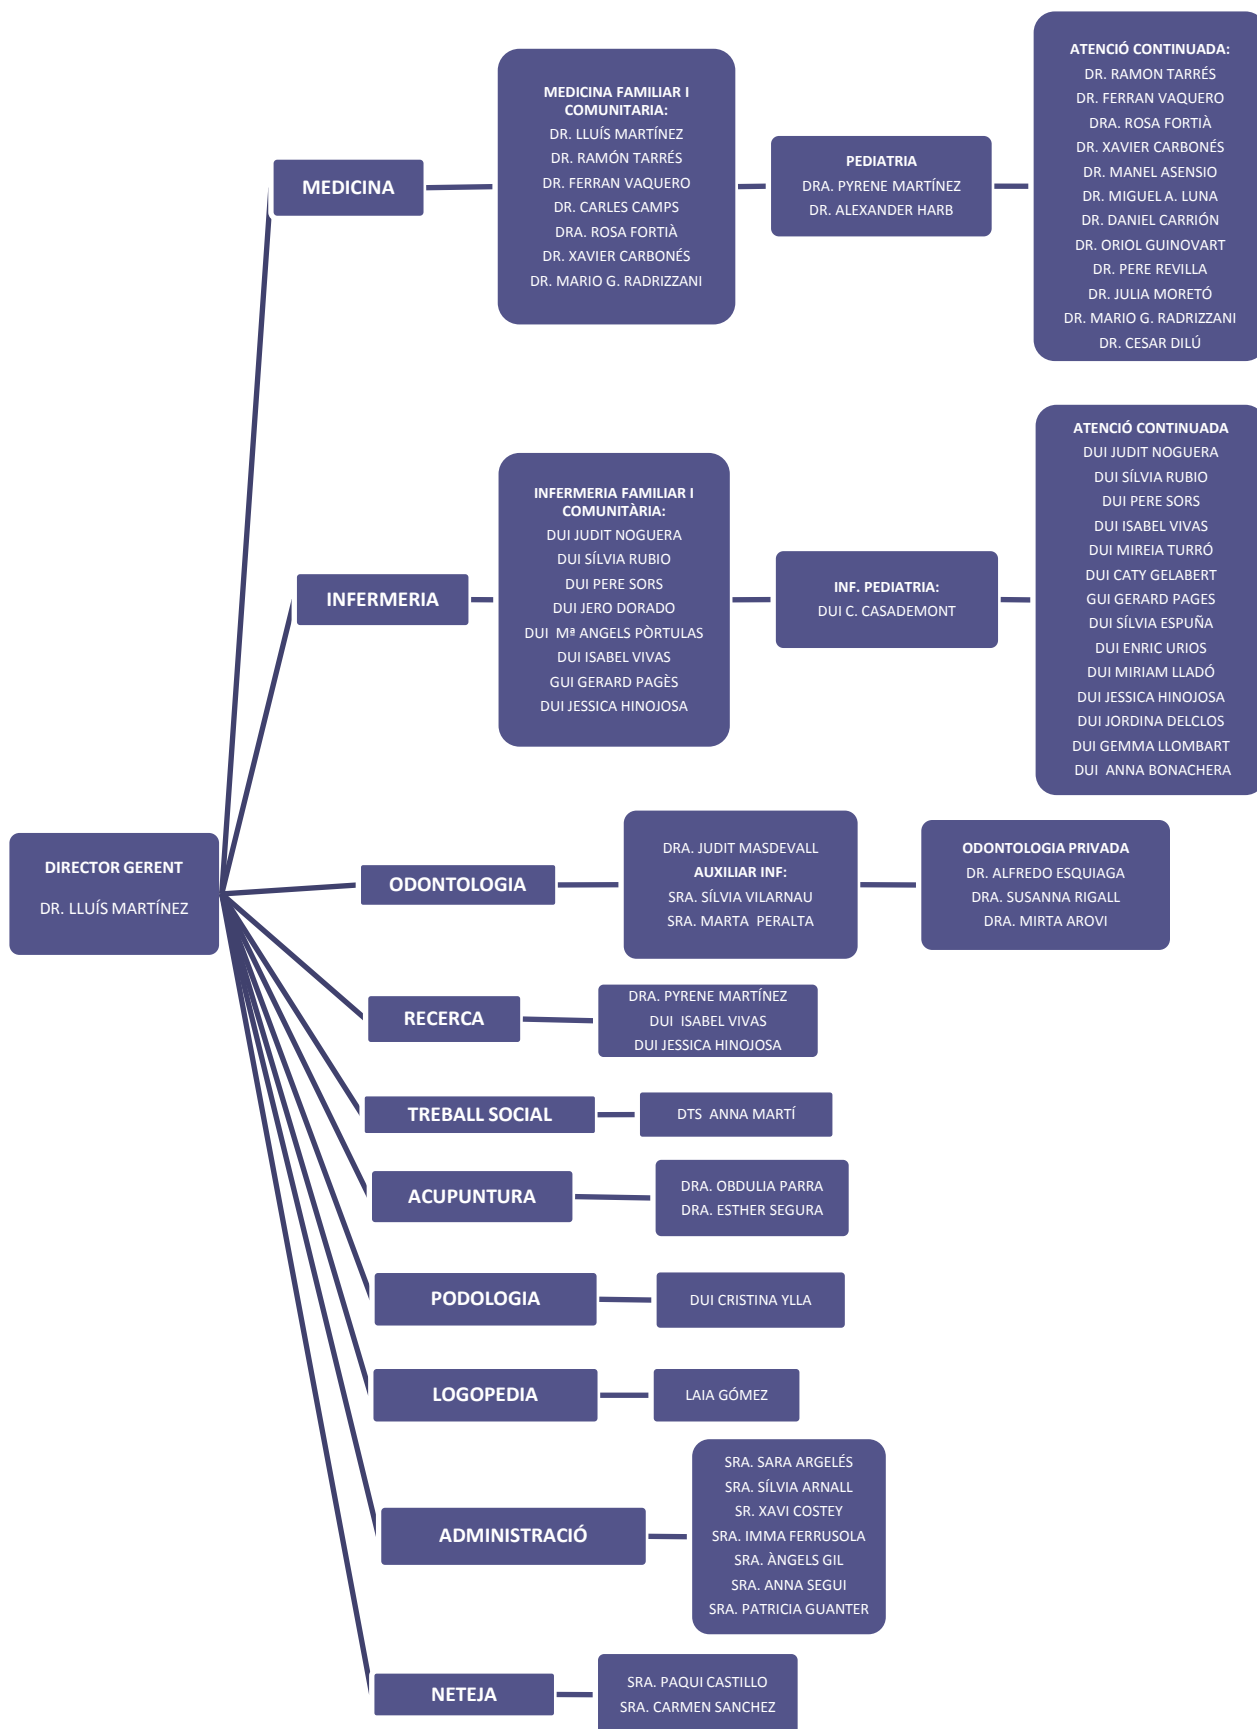 DIRECTOR GERENT
DR. LLUÍS MARTÍNEZ
MEDICINA
MEDICINA FAMILIAR I
COMUNITARIA:
DR. LLUÍS MARTÍNEZ
DR. RAMÓN TARRÉS
DR. FERRAN VAQUERO
DR. CARLES CAMPS
DRA. ROSA FORTIÀ
DR. XAVIER CARBONÉS
DR. MARIO G. RADRIZZANI
PEDIATRIA
DRA. PYRENE MARTÍNEZ
DR. ALEXANDER HARB
ATENCIÓ CONTINUADA:
DR. RAMON TARRÉS
DR. FERRAN VAQUERO
DRA. ROSA FORTIÀ
DR. XAVIER CARBONÉS
DR. MANEL ASENSIO
DR. MIGUEL A. LUNA
DR. DANIEL CARRIÓN
DR. ORIOL GUINOVART
DR. PERE REVILLA
DR. JULIA MORETÓ
DR. MARIO G. RADRIZZANI
DR. CESAR DILÚ
INFERMERIA
INFERMERIA FAMILIAR I
COMUNITÀRIA:
DUI JUDIT NOGUERA
DUI SÍLVIA RUBIO
DUI PERE SORS
DUI JERO DORADO
DUI  Mª ANGELS PÒRTULAS
DUI ISABEL VIVAS
GUI GERARD PAGÈS
DUI JESSICA HINOJOSA
INF. PEDIATRIA:
DUI C. CASADEMONT
ATENCIÓ CONTINUADA
DUI JUDIT NOGUERA
DUI SÍLVIA RUBIO
DUI PERE SORS
DUI ISABEL VIVAS
DUI MIREIA TURRÓ
DUI CATY GELABERT
GUI GERARD PAGES
DUI SÍLVIA ESPUÑA
DUI ENRIC URIOS
DUI MIRIAM LLADÓ
DUI JESSICA HINOJOSA
DUI JORDINA DELCLOS
DUI GEMMA LLOMBART
DUI  ANNA BONACHERA
ODONTOLOGIA
DRA. JUDIT MASDEVALL
AUXILIAR INF:
SRA. SÍLVIA VILARNAU
SRA. MARTA  PERALTA
ODONTOLOGIA PRIVADA
DR. ALFREDO ESQUIAGA
DRA. SUSANNA RIGALL
DRA. MIRTA AROVI
RECERCA
DRA. PYRENE MARTÍNEZ
DUI  ISABEL VIVAS
DUI JESSICA HINOJOSA
TREBALL SOCIAL
DTS  ANNA MARTÍ
ACUPUNTURA
DRA. OBDULIA PARRA
DRA. ESTHER SEGURA
PODOLOGIA
DUI CRISTINA YLLA
LOGOPEDIA
LAIA GÓMEZ
ADMINISTRACIÓ
SRA. SARA ARGELÉS
SRA. SÍLVIA ARNALL
SR. XAVI COSTEY
SRA. IMMA FERRUSOLA
SRA. ÀNGELS GIL
SRA. ANNA SEGUI
SRA. PATRICIA GUANTER
NETEJA
SRA. PAQUI CASTILLO
SRA. CARMEN SANCHEZ